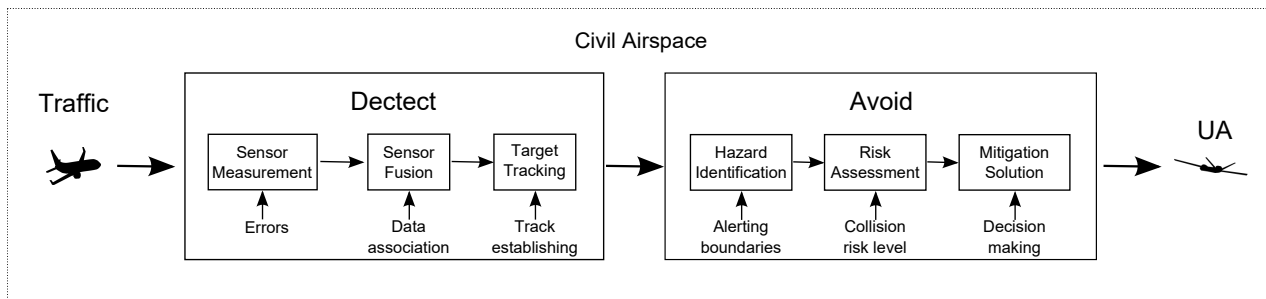 Civil Airspace
Traffic
Dectect
Sensor
Measurement
Sensor
Fusion
Target
Tracking
Errors
Data
association
Track
establishing
Avoid
Hazard
Identification
Risk
Assessment
Mitigation
Solution
Alerting
boundaries
Collision
risk level
Decision
making
UA